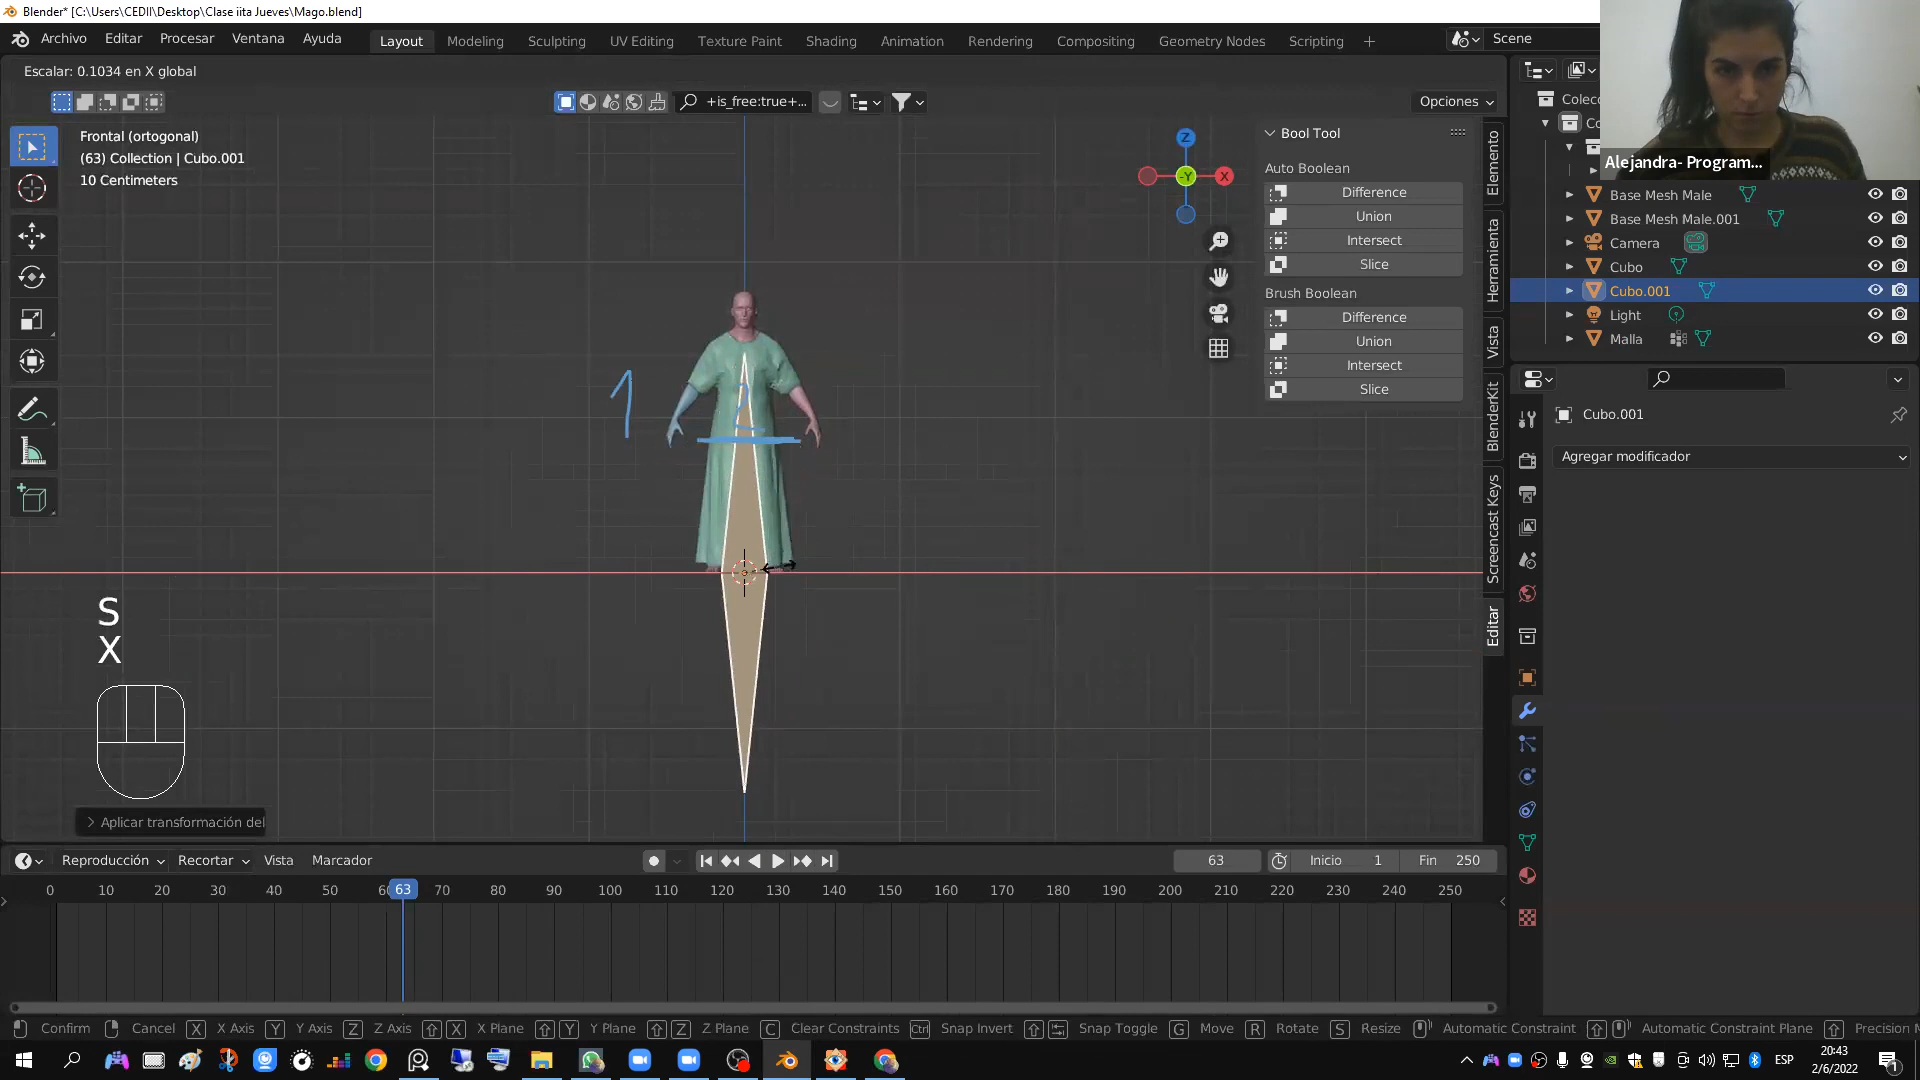 Blender* [C:\Users\CEDII\Desktop\Clase iita Jueves\Mago.blend]
Archivo Editar Procesar Ventana Ayuda Layout Modeling Sculpting UV Editing Texture Paint Shading Animation Rendering Compositing Geometry Nodes Scripting + Scene
Escalar: 0.1034 en X global
+is_free:true+... Opciones
Frontal (ortogonal)
(63) Collection | Cubo.001
10 Centimeters
Z
-Y
X
Bool Tool
Auto Boolean
Difference
Union
Intersect
Slice
Brush Boolean
Difference
Union
Intersect
Slice
Elemento
Herramienta
Vista
BlenderKit
Screencast Keys
Editar
Colecc
Co
Alejandra- Program...
Base Mesh Male
Base Mesh Male.001
Camera
Cubo
Cubo.001
Light
Malla
Cubo.001
Agregar modificador
1 2
S
X
Aplicar transformación del
Reproducción Recortar Vista Marcador 63 Inicio 1 Fin 250
0 10 20 30 40 50 60 63 70 80 90 100 110 120 130 140 150 160 170 180 190 200 210 220 230 240 250
Confirm Cancel X X Axis Y Y Axis Z Z Axis X X Plane Y Y Plane Z Z Plane C Clear Constraints Ctrl Snap Invert Snap Toggle G Move R Rotate S Resize Automatic Constraint Automatic Constraint Plane Precision M
ESP
20:43
2/6/2022
1